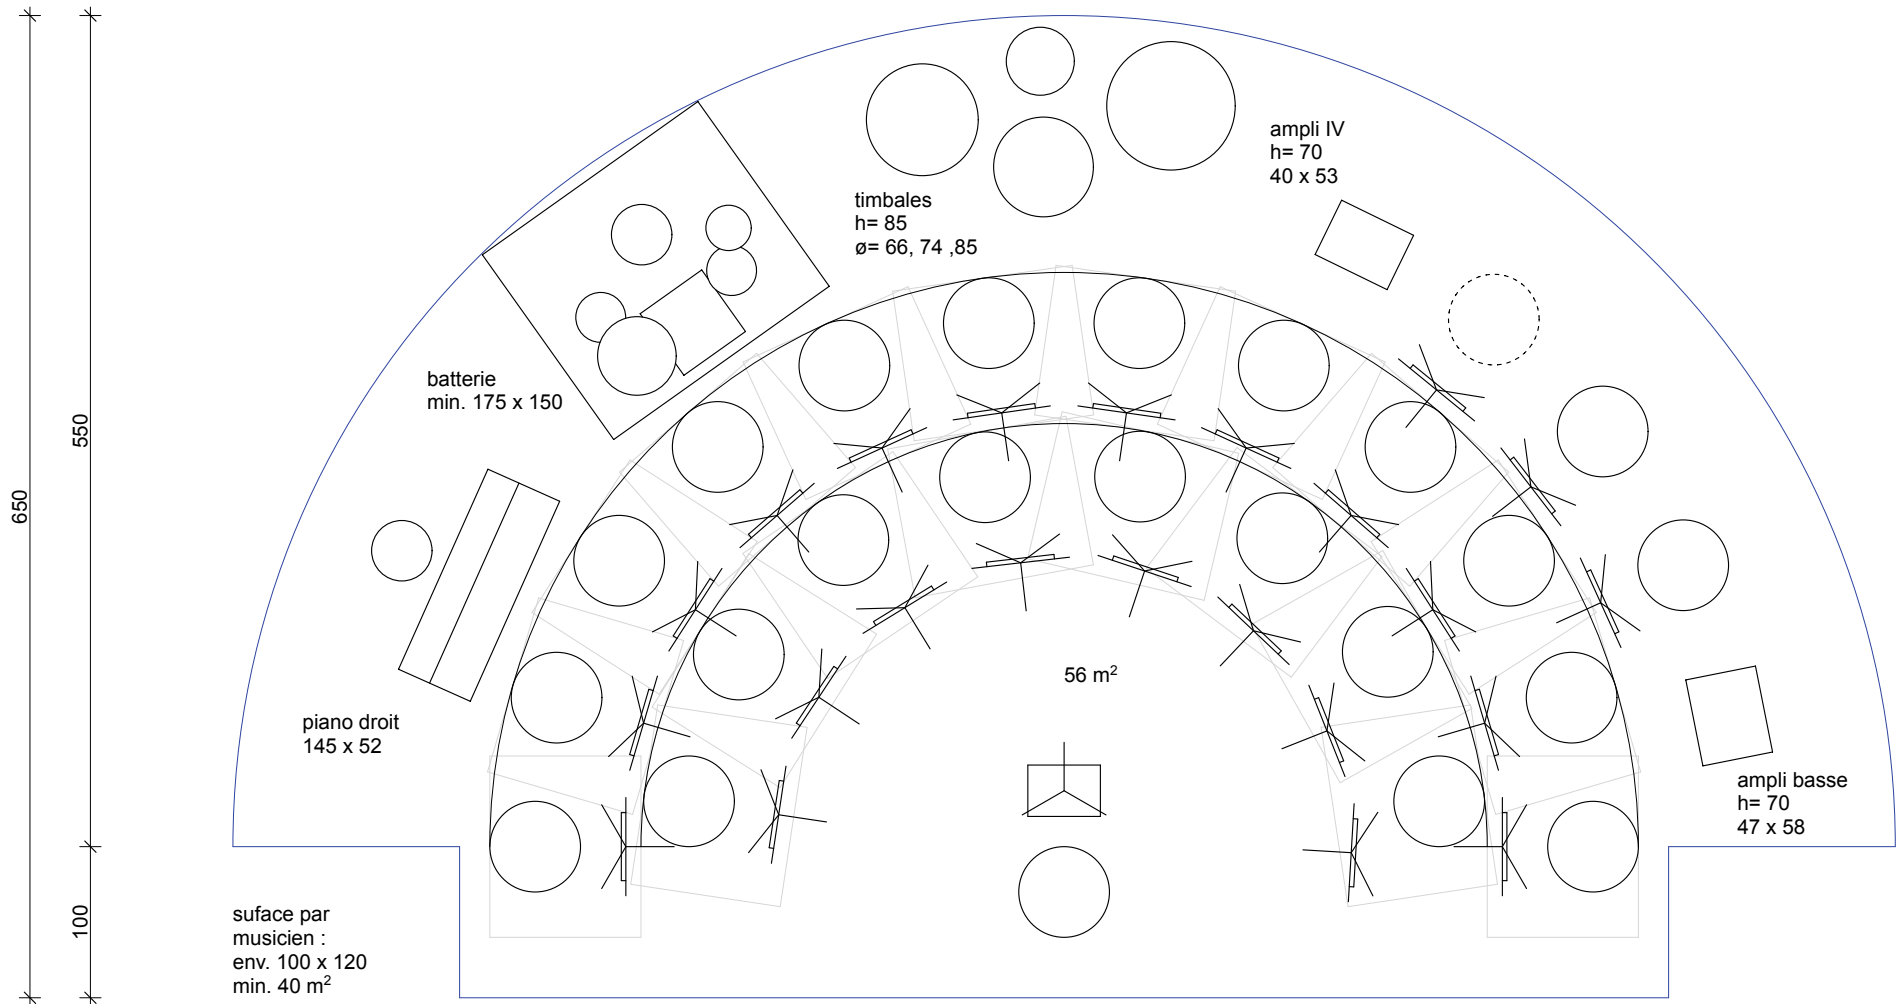 ampli IV
h= 70
40 x 53
timbales
h= 85
ø= 66, 74 ,85
batterie
min. 175 x 150
550
650
56 m²
piano droit
145 x 52
ampli basse
h= 70
47 x 58
100
suface par
musicien :
env. 100 x 120
min. 40 m²